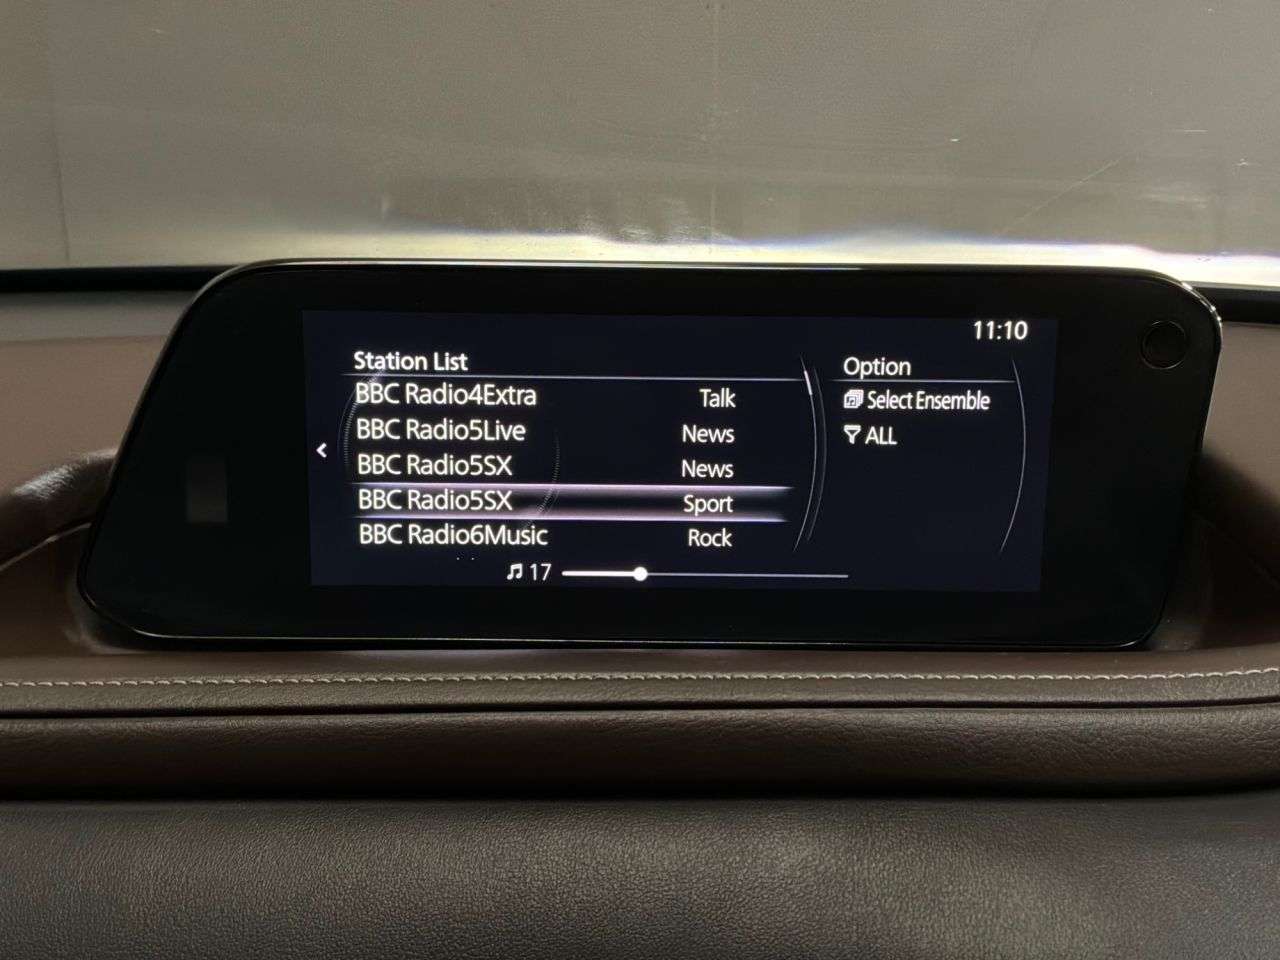 11:10
Station List
BBC Radio4Extra Talk
BBC Radio5Live News
BBC Radio5SX News
BBC Radio5SX Sport
BBC Radio6Music Rock
17
Option
Select Ensemble
ALL